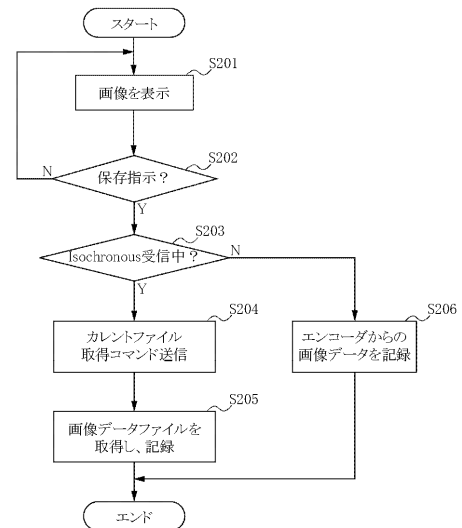 スタート
S201
画像を表示
S202
保存指示？
N
Y
S203
Isochronous受信中？
N
Y
S204
カレントファイル
取得コマンド送信
S206
エンコーダからの
画像データを記録
S205
画像データファイルを
取得し、記録
エンド